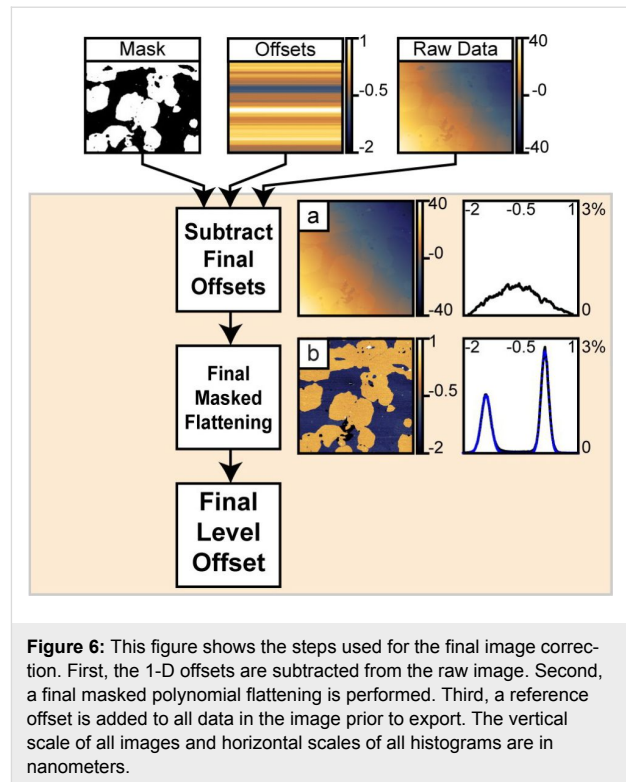 Mask Offsets Raw Data
1 40
-0.5 -0
-2 -40
Subtract
Final
Offsets
a
40
-0
-40
-2 -0.5 1 3%
0
Final
Masked
Flattening
b
1
-0.5
-2
-2 -0.5 1 3%
0
Final
Level
Offset
Figure 6: This figure shows the steps used for the final image correc-
tion. First, the 1-D offsets are subtracted from the raw image. Second,
a final masked polynomial flattening is performed. Third, a reference
offset is added to all data in the image prior to export. The vertical
scale of all images and horizontal scales of all histograms are in
nanometers.